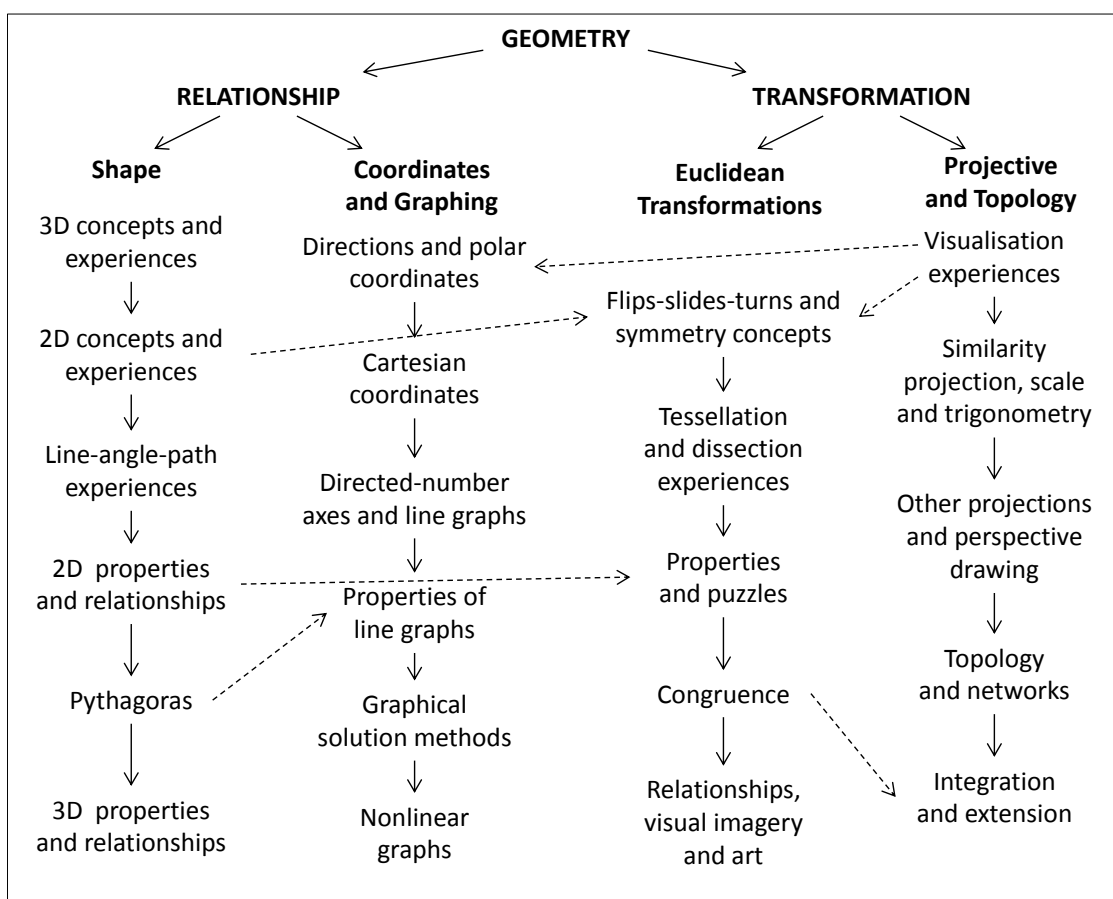 GEOMETRY
RELATIONSHIP
TRANSFORMATION
Shape
3D concepts and
experiences
2D concepts and
experiences
Line-angle-path
experiences
2D properties
and relationships
Pythagoras
3D properties
and relationships
Coordinates
and Graphing
Directions and polar
coordinates
Cartesian
coordinates
Directed-number
axes and line graphs
Properties of
line graphs
Graphical
solution methods
Nonlinear
graphs
Euclidean
Transformations
Flips-slides-turns and
symmetry concepts
Tessellation
and dissection
experiences
Properties
and puzzles
Congruence
Relationships,
visual imagery
and art
Projective
and Topology
Visualisation
experiences
Similarity
projection, scale
and trigonometry
Other projections
and perspective
drawing
Topology
and networks
Integration
and extension